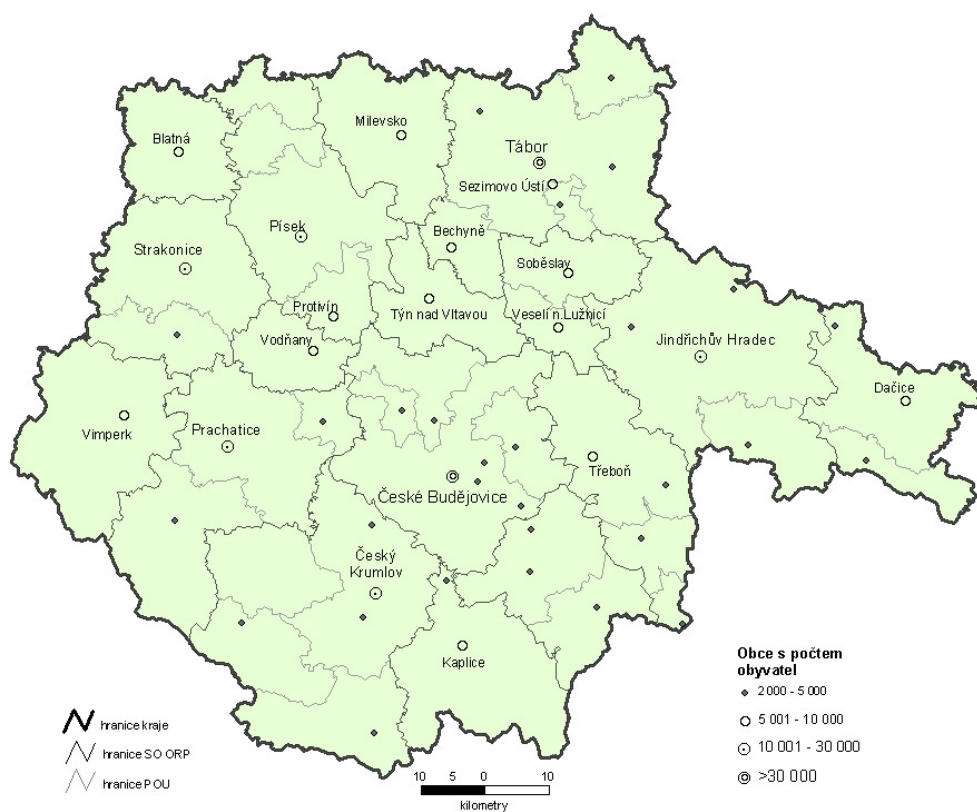 Milevsko
Blatná
Tábor
Sezimovo Ústí
Písek
Bechyně
Strakonice
Soběslav
Protivín
Týn nad Vltavou
Veselí n.Lužnicí
Vodňany
Jindřichův Hradec
Dačice
Vimperk
Prachatice
Třeboň
České Budějovice
Český
Krumlov
Kaplice
Obce s počtem
obyvatel
2 000 - 5 000
5 001 - 10 000
10 001 - 30 000
>30 000
hranice kraje
hranice SO ORP
hranice POU
10 5 0 10
kilometry